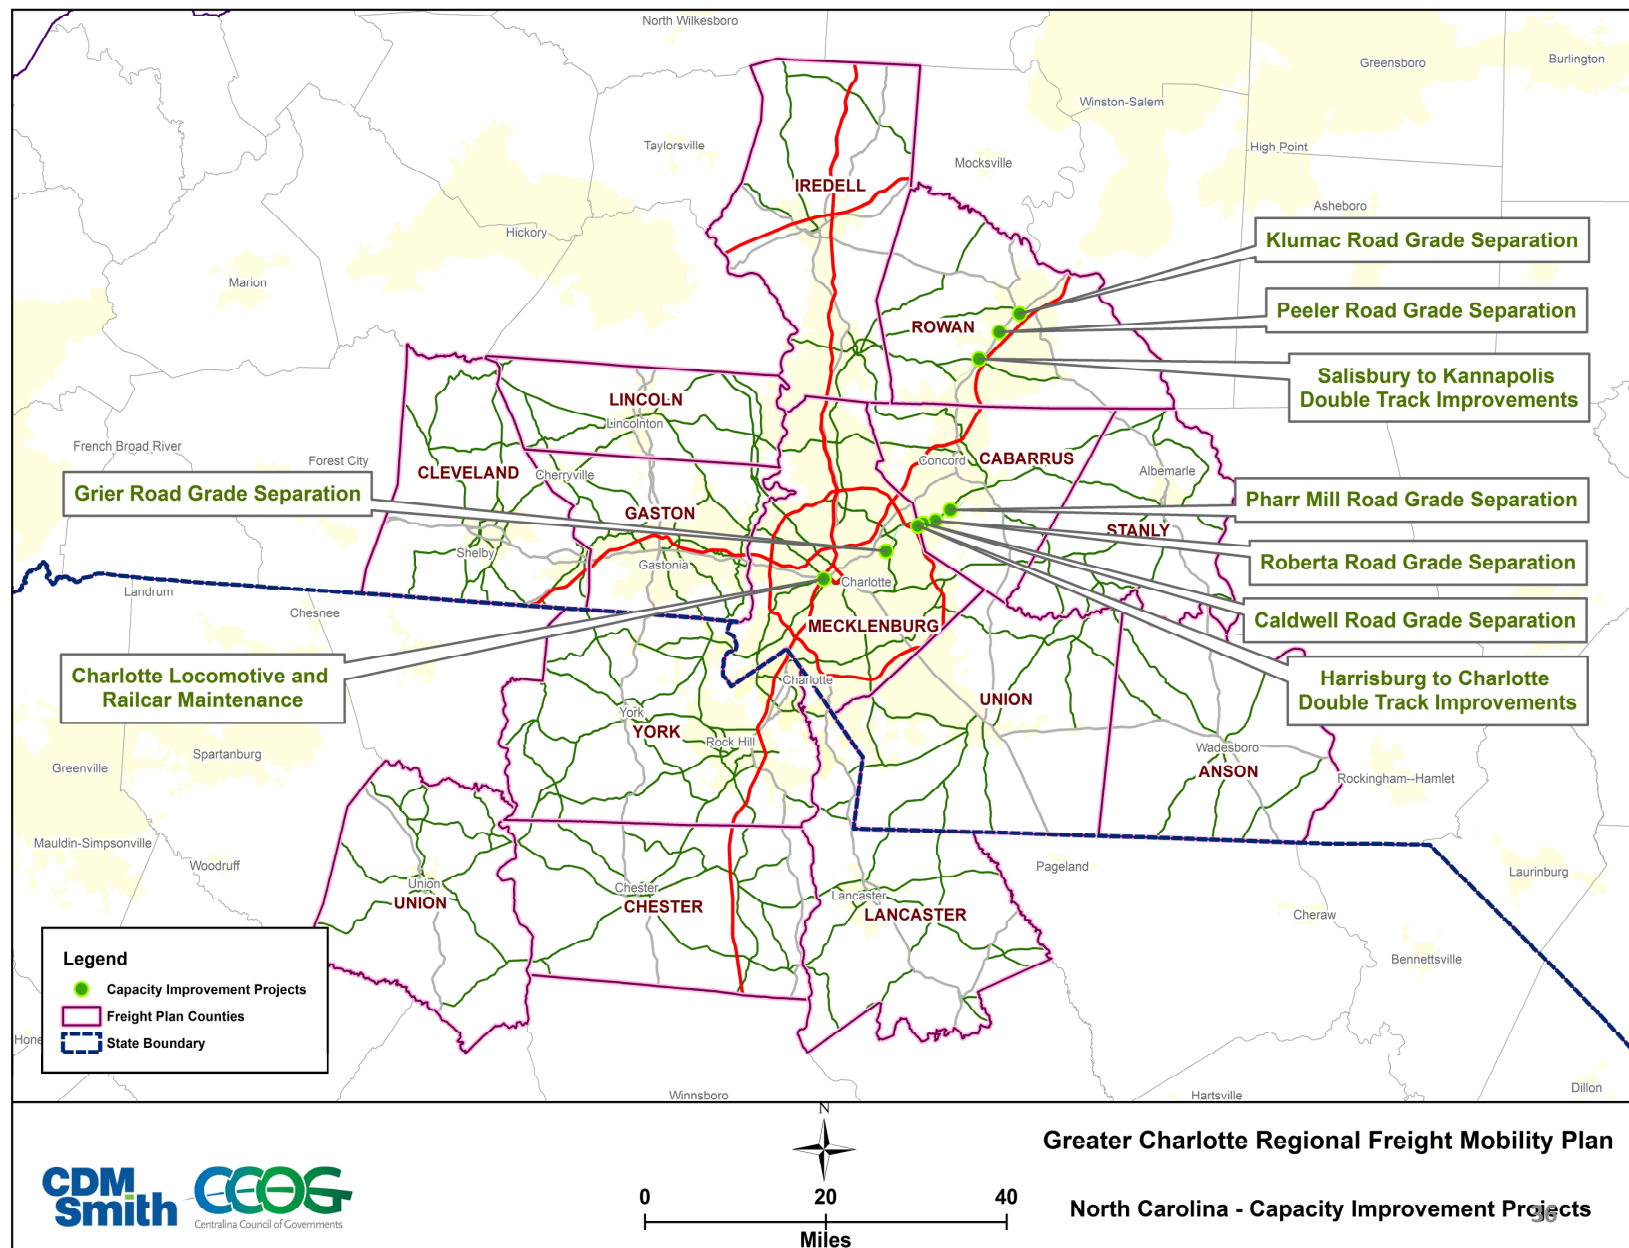 North Wilkesboro
Greensboro
Burlington
Winston-Salem
Taylorsville
High Point
Mocksville
IREDELL
Asheboro
Hickory
Klumac Road Grade Separation
Marion
Peeler Road Grade Separation
ROWAN
Salisbury to Kannapolis
Double Track Improvements
LINCOLN
Lincolnton
French Broad River
Forest City
CLEVELAND
Cherryville
Concord
CABARRUS
Albemarle
Grier Road Grade Separation
Pharr Mill Road Grade Separation
GASTON
STANLY
Shelby
Gastonia
Roberta Road Grade Separation
Charlotte
Landrum
Chesnee
MECKLENBURG
Caldwell Road Grade Separation
Charlotte Locomotive and
Railcar Maintenance
Charlotte
Harrisburg to Charlotte
Double Track Improvements
UNION
York
YORK
Rock Hill
Wadesboro
ANSON
Spartanburg
Greenville
Rockingham--Hamlet
Mauldin-Simpsonville
Woodruff
Pageland
Laurinburg
Union
UNION
Chester
CHESTER
Lancaster
LANCASTER
Cheraw
Bennettsville
Legend
Capacity Improvement Projects
Freight Plan Counties
State Boundary
Hone
Winnsboro
Hartsville
Dillon
N
Greater Charlotte Regional Freight Mobility Plan
CDM
Smith
CCOG
Centralina Council of Governments
0 20 40
Miles
North Carolina - Capacity Improvement Projects
36